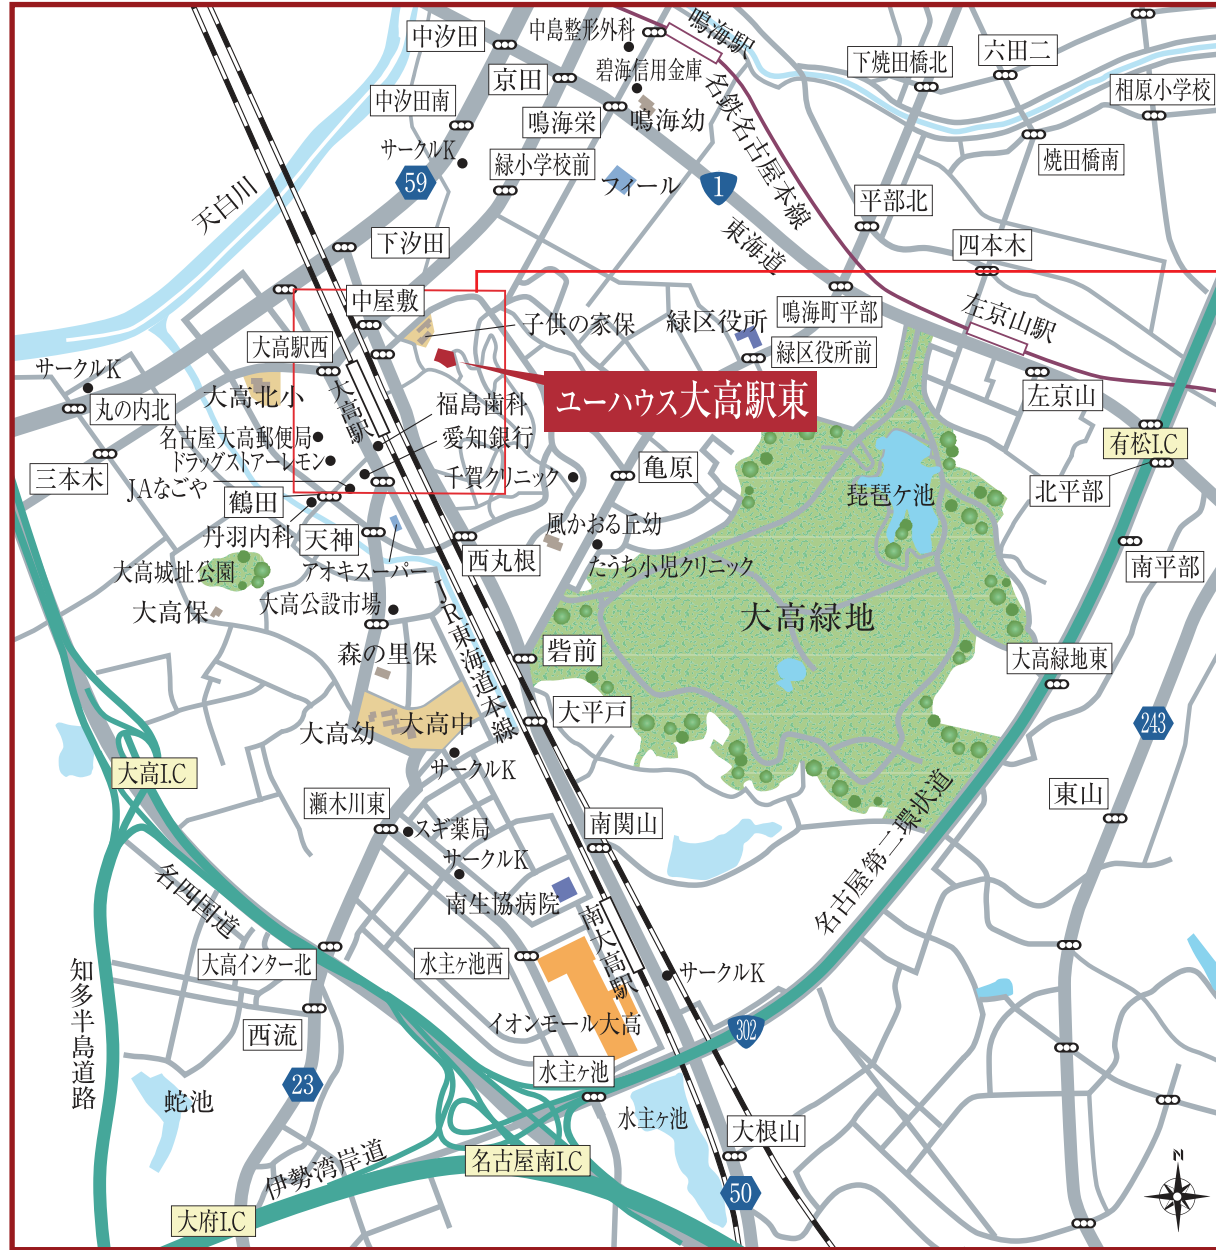 中汐田
中島整形外科
鳴海駅
六田二
下焼田橋北
碧海信用金庫
京田
中汐田南
鳴海栄
鳴海幼
名鉄名古屋本線
相原小学校
サークルK
緑小学校前
焼田橋南
59
フィール
1
平部北
天白川
下汐田
東海道
四本木
中屋敷
子供の家保
緑区役所
鳴海町平部
左京山駅
大高駅西
緑区役所前
サークルK
丸の内北
大高北小
大高駅
福島歯科
ユーハウス大高駅東
左京山
名古屋大高郵便局
愛知銀行
有松I.C
ドラッグストアーレモン
三本木
JAなごや
千賀クリニック
亀原
鶴田
琵琶ケ池
北平部
丹羽内科
天神
風かおる丘幼
大高城址公園
アオキスーパー
西丸根
たうち小児クリニック
南平部
大高保
大高公設市場
JR東海道本線
大高緑地
森の里保
砦前
大高緑地東
大高幼
大高中
大平戸
243
大高I.C
サークルK
瀬木川東
スギ薬局
南関山
東山
サークルK
名四国道
南生協病院
名古屋第二環状道
南大高駅
大高インター北
水主ヶ池西
サークルK
知多半島道路
イオンモール大高
西流
302
23
水主ヶ池
蛇池
水主ヶ池
大根山
伊勢湾岸道
名古屋南I.C
50
大府I.C
N